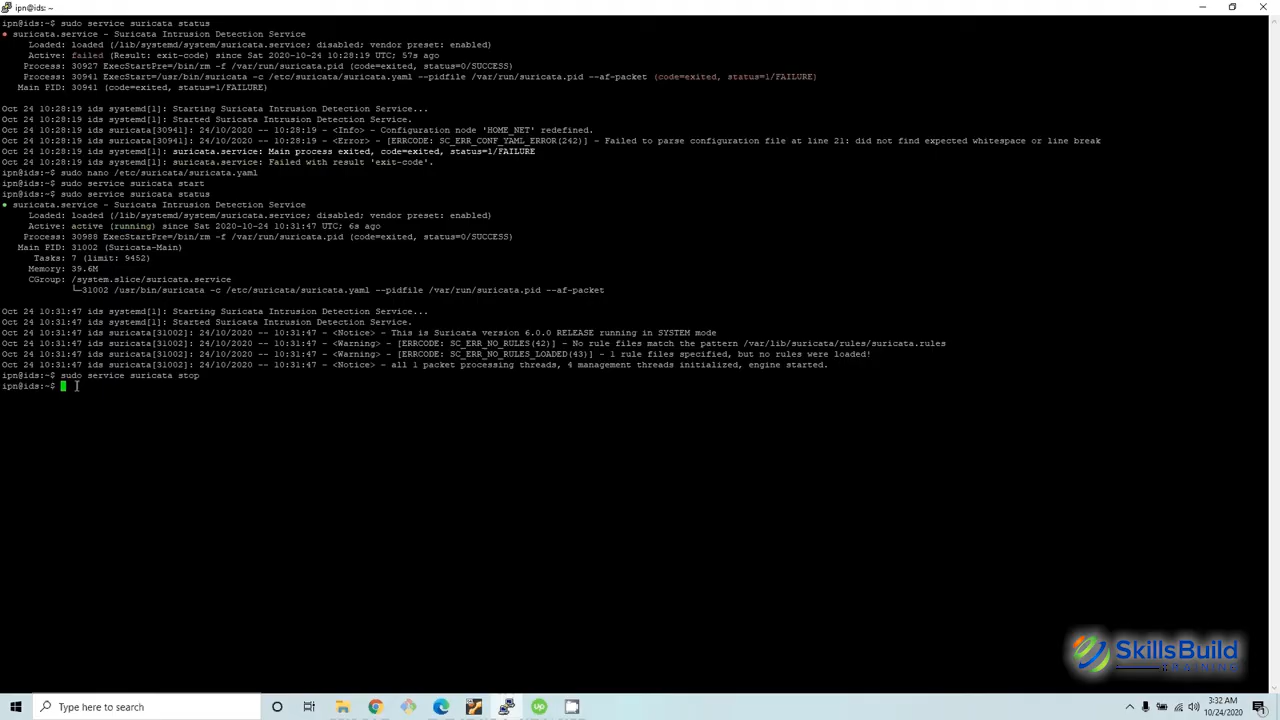 ipn@ids: ~
ipn@ids:~$ sudo service suricata status
● suricata.service - Suricata Intrusion Detection Service
Loaded: loaded (/lib/systemd/system/suricata.service; disabled; vendor preset: enabled)
Active: failed (Result: exit-code) since Sat 2020-10-24 10:28:19 UTC; 57s ago
Process: 30927 ExecStartPre=/bin/rm -f /var/run/suricata.pid (code=exited, status=0/SUCCESS)
Process: 30941 ExecStart=/usr/bin/suricata -c /etc/suricata/suricata.yaml --pidfile /var/run/suricata.pid --af-packet (code=exited, status=1/FAILURE)
Main PID: 30941 (code=exited, status=1/FAILURE)
Oct 24 10:28:19 ids systemd[1]: Starting Suricata Intrusion Detection Service...
Oct 24 10:28:19 ids systemd[1]: Started Suricata Intrusion Detection Service.
Oct 24 10:28:19 ids suricata[30941]: 24/10/2020 -- 10:28:19 - <Info> - Configuration node 'HOME_NET' redefined.
Oct 24 10:28:19 ids suricata[30941]: 24/10/2020 -- 10:28:19 - <Error> - [ERRCODE: SC_ERR_CONF_YAML_ERROR(242)] - Failed to parse configuration file at line 21: did not find expected whitespace or line break
Oct 24 10:28:19 ids systemd[1]: suricata.service: Main process exited, code=exited, status=1/FAILURE
Oct 24 10:28:19 ids systemd[1]: suricata.service: Failed with result 'exit-code'.
ipn@ids:~$ sudo nano /etc/suricata/suricata.yaml
ipn@ids:~$ sudo service suricata start
ipn@ids:~$ sudo service suricata status
● suricata.service - Suricata Intrusion Detection Service
Loaded: loaded (/lib/systemd/system/suricata.service; disabled; vendor preset: enabled)
Active: active (running) since Sat 2020-10-24 10:31:47 UTC; 6s ago
Process: 30988 ExecStartPre=/bin/rm -f /var/run/suricata.pid (code=exited, status=0/SUCCESS)
Main PID: 31002 (Suricata-Main)
Tasks: 7 (limit: 9452)
Memory: 39.6M
CGroup: /system.slice/suricata.service
└─31002 /usr/bin/suricata -c /etc/suricata/suricata.yaml --pidfile /var/run/suricata.pid --af-packet
Oct 24 10:31:47 ids systemd[1]: Starting Suricata Intrusion Detection Service...
Oct 24 10:31:47 ids systemd[1]: Started Suricata Intrusion Detection Service.
Oct 24 10:31:47 ids suricata[31002]: 24/10/2020 -- 10:31:47 - <Notice> - This is Suricata version 6.0.0 RELEASE running in SYSTEM mode
Oct 24 10:31:47 ids suricata[31002]: 24/10/2020 -- 10:31:47 - <Warning> - [ERRCODE: SC_ERR_NO_RULES(42)] - No rule files match the pattern /var/lib/suricata/rules/suricata.rules
Oct 24 10:31:47 ids suricata[31002]: 24/10/2020 -- 10:31:47 - <Warning> - [ERRCODE: SC_ERR_NO_RULES_LOADED(43)] - 1 rule files specified, but no rules were loaded!
Oct 24 10:31:47 ids suricata[31002]: 24/10/2020 -- 10:31:47 - <Notice> - all 1 packet processing threads, 4 management threads initialized, engine started.
ipn@ids:~$ sudo service suricata stop
ipn@ids:~$
SkillsBuild
TRAINING
Type here to search
3:32 AM
10/24/2020